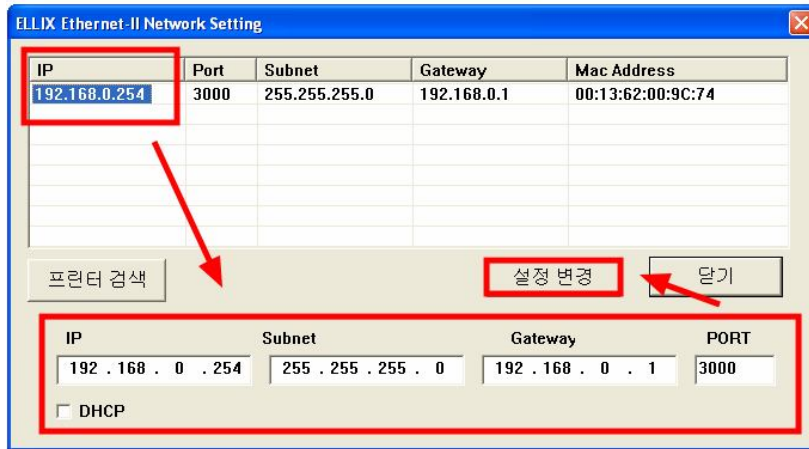 ELLIX Ethernet-II Network Setting
IP Port Subnet Gateway Mac Address
192.168.0.254 3000 255.255.255.0 192.168.0.1 00:13:62:00:9C:74
프린터 검색 설정 변경 닫기
IP Subnet Gateway PORT
192 . 168 . 0 . 254 255 . 255 . 255 . 0 192 . 168 . 0 . 1 3000
DHCP